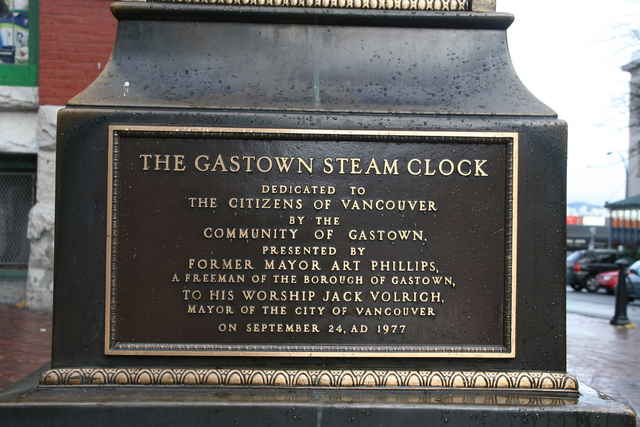 THE GASTOWN STEAM CLOCK
DEDICATED TO
THE CITIZENS OF VANCOUVER
BY THE
COMMUNITY OF GASTOWN,
PRESENTED BY
FORMER MAYOR ART PHILLIPS,
A FREEMAN OF THE BOROUGH OF GASTOWN,
TO HIS WORSHIP JACK VOLRICH,
MAYOR OF THE CITY OF VANCOUVER
ON SEPTEMBER 24, AD 1977